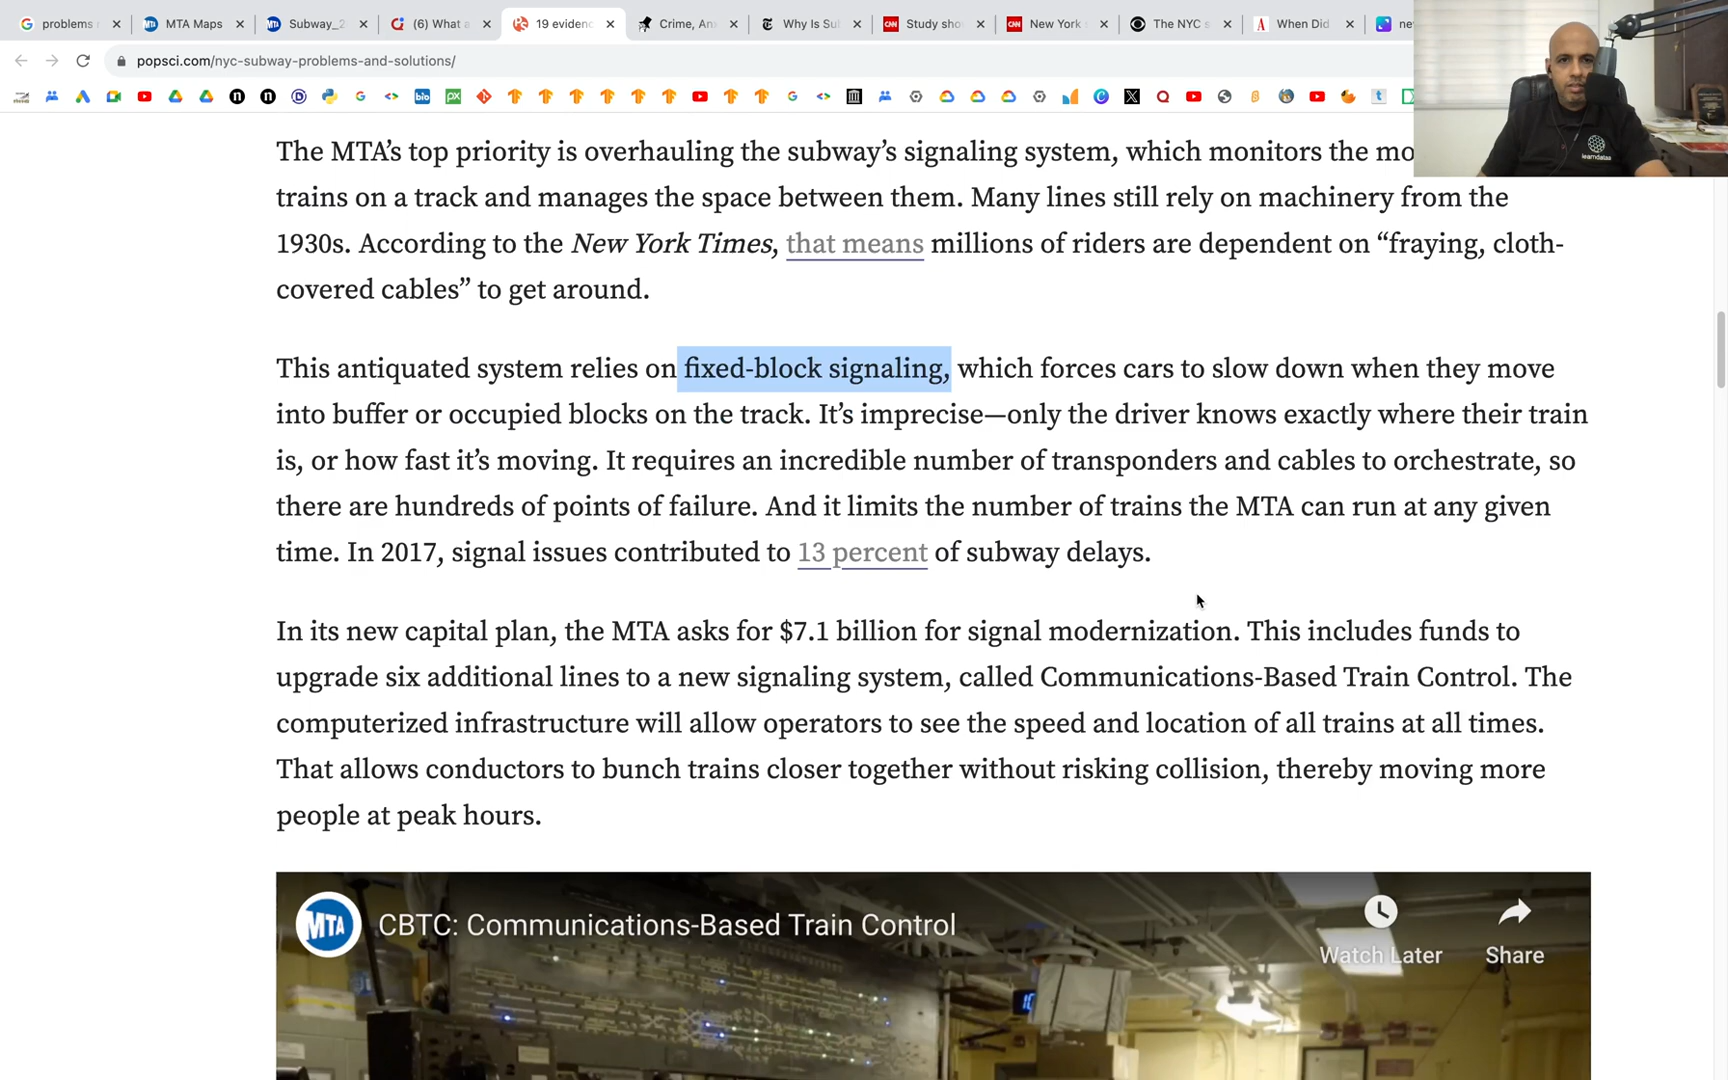 problems
MTA Maps
Subway_2
(6) What a
19 eviden
Crime, An
Why Is Su
Study sho
New York
The NYC s
When Did
ne
popsci.com/nyc-subway-problems-and-solutions/
The MTA’s top priority is overhauling the subway’s signaling system, which monitors the mo
trains on a track and manages the space between them. Many lines still rely on machinery from the
1930s. According to the New York Times, that means millions of riders are dependent on “fraying, cloth-
covered cables” to get around.
This antiquated system relies on fixed-block signaling, which forces cars to slow down when they move
into buffer or occupied blocks on the track. It’s imprecise—only the driver knows exactly where their train
is, or how fast it’s moving. It requires an incredible number of transponders and cables to orchestrate, so
there are hundreds of points of failure. And it limits the number of trains the MTA can run at any given
time. In 2017, signal issues contributed to 13 percent of subway delays.
In its new capital plan, the MTA asks for $7.1 billion for signal modernization. This includes funds to
upgrade six additional lines to a new signaling system, called Communications-Based Train Control. The
computerized infrastructure will allow operators to see the speed and location of all trains at all times.
That allows conductors to bunch trains closer together without risking collision, thereby moving more
people at peak hours.
MTA CBTC: Communications-Based Train Control
Watch Later
Share
learndataa